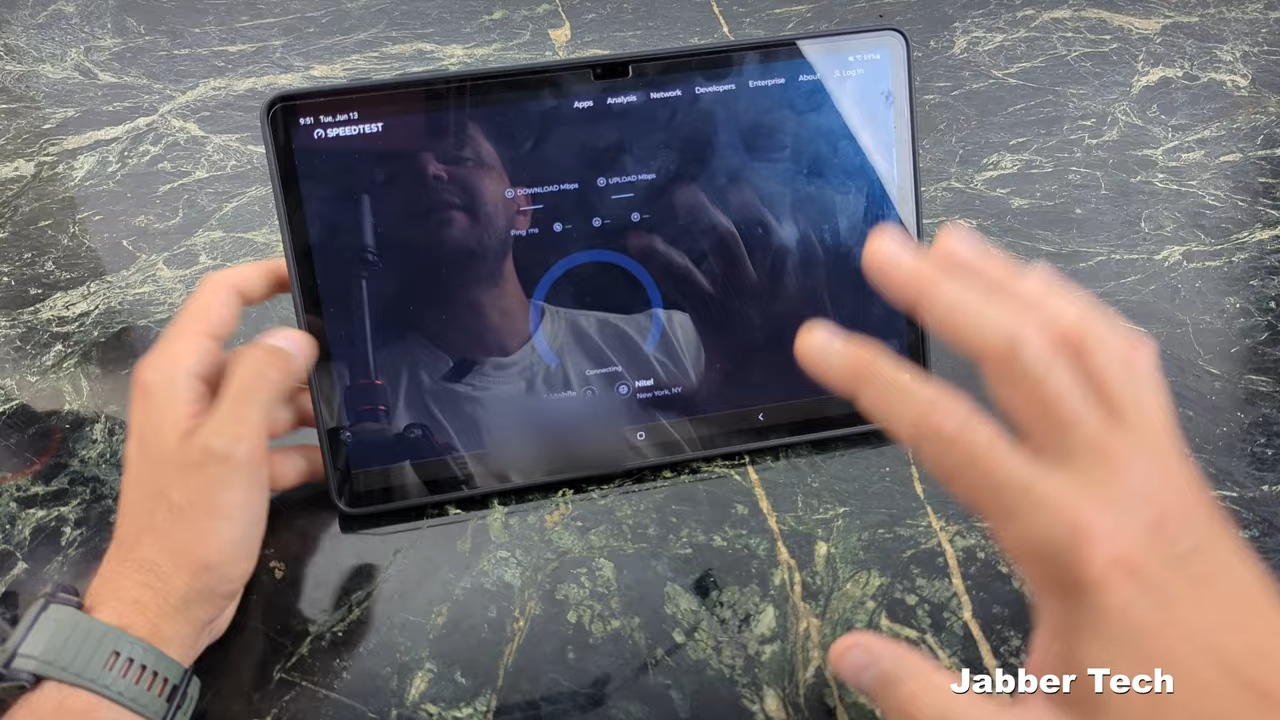 9:51 Tue, Jun 13
SPEEDTEST
Apps Analysis Network Developers Enterprise About Log In
DOWNLOAD Mbps UPLOAD Mbps
Ping ms
Connecting
Nitel
New York, NY
Jabber Tech